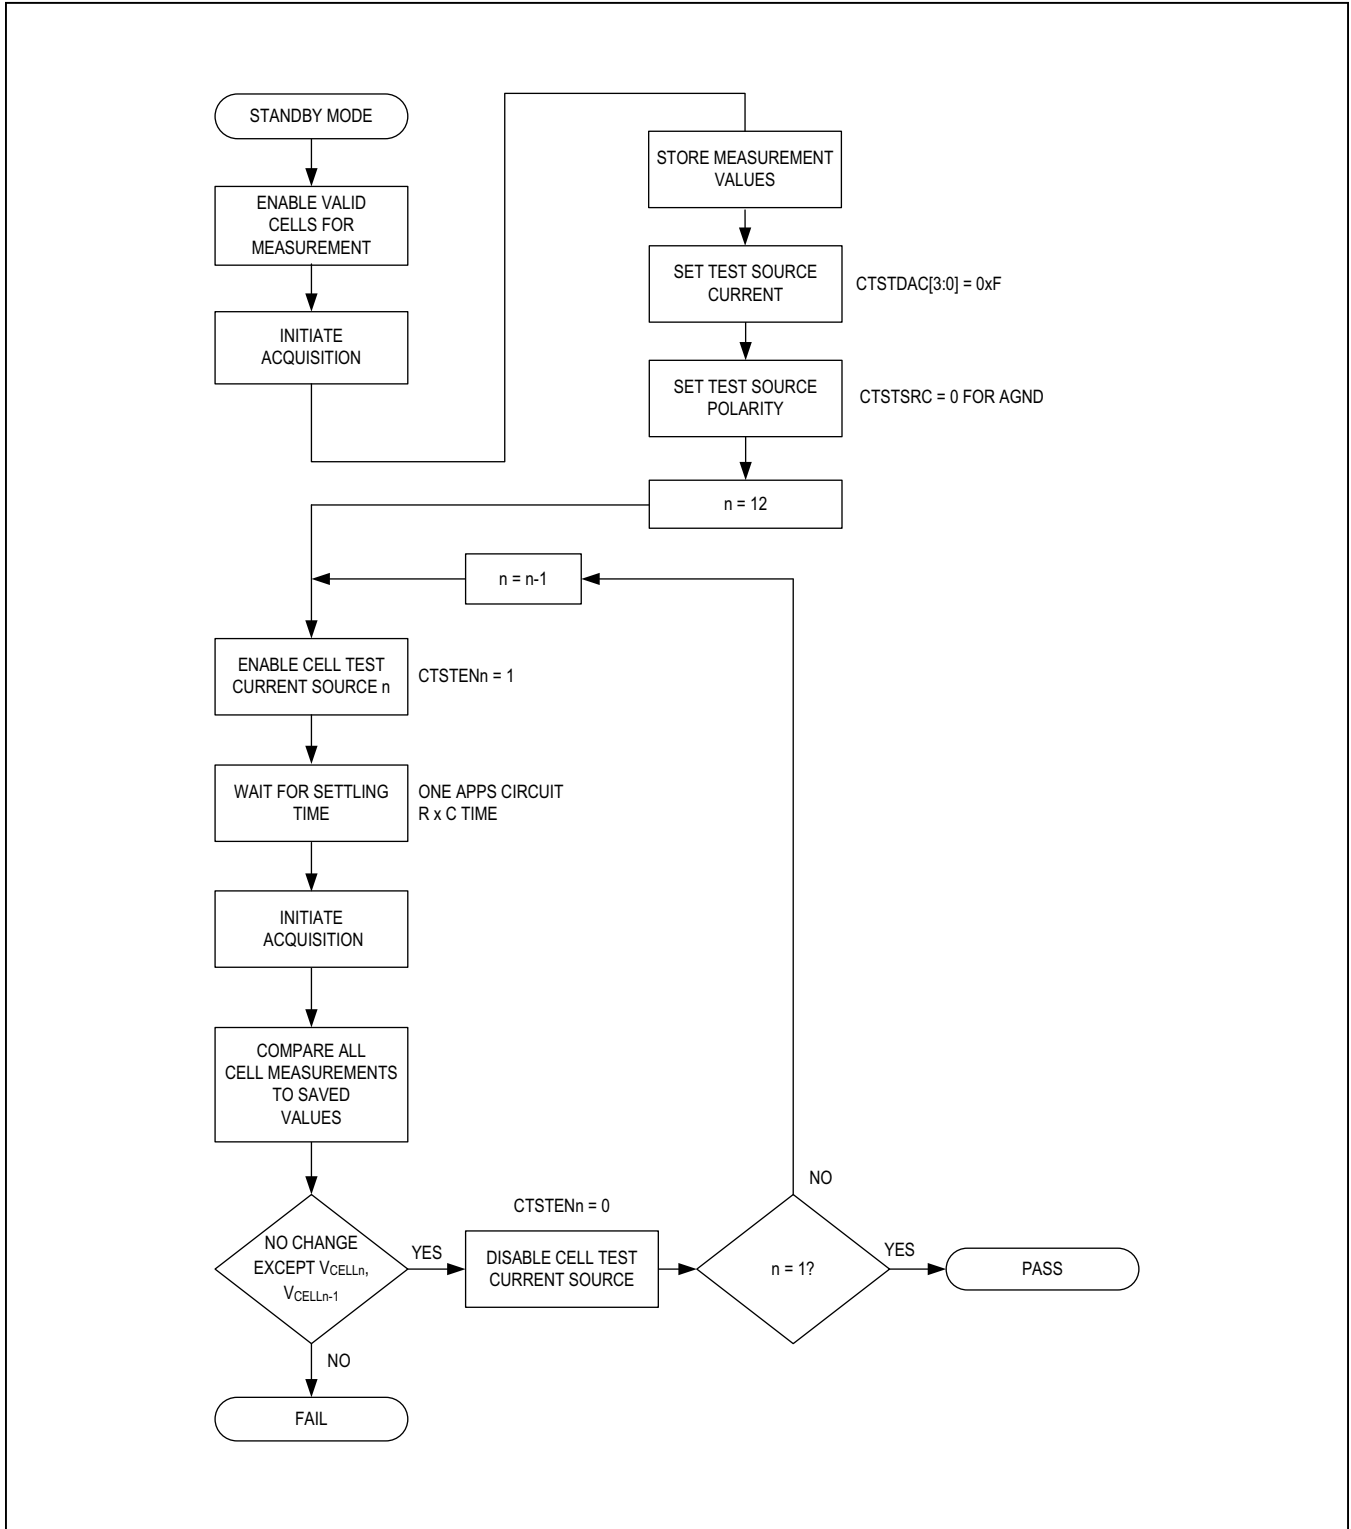 STANDBY MODE
ENABLE VALID
CELLS FOR
MEASUREMENT
INITIATE
ACQUISITION
STORE MEASUREMENT
VALUES
SET TEST SOURCE
CURRENT
CTSTDAC[3:0] = 0xF
SET TEST SOURCE
POLARITY
CTSTSRC = 0 FOR AGND
n = 12
n = n-1
ENABLE CELL TEST
CURRENT SOURCE n
CTSTENn = 1
WAIT FOR SETTLING
TIME
ONE APPS CIRCUIT
R x C TIME
INITIATE
ACQUISITION
COMPARE ALL
CELL MEASUREMENTS
TO SAVED
VALUES
NO CHANGE
EXCEPT VCELLn,
VCELLn-1
YES
NO
FAIL
CTSTENn = 0
DISABLE CELL TEST
CURRENT SOURCE
n = 1?
NO
YES
PASS